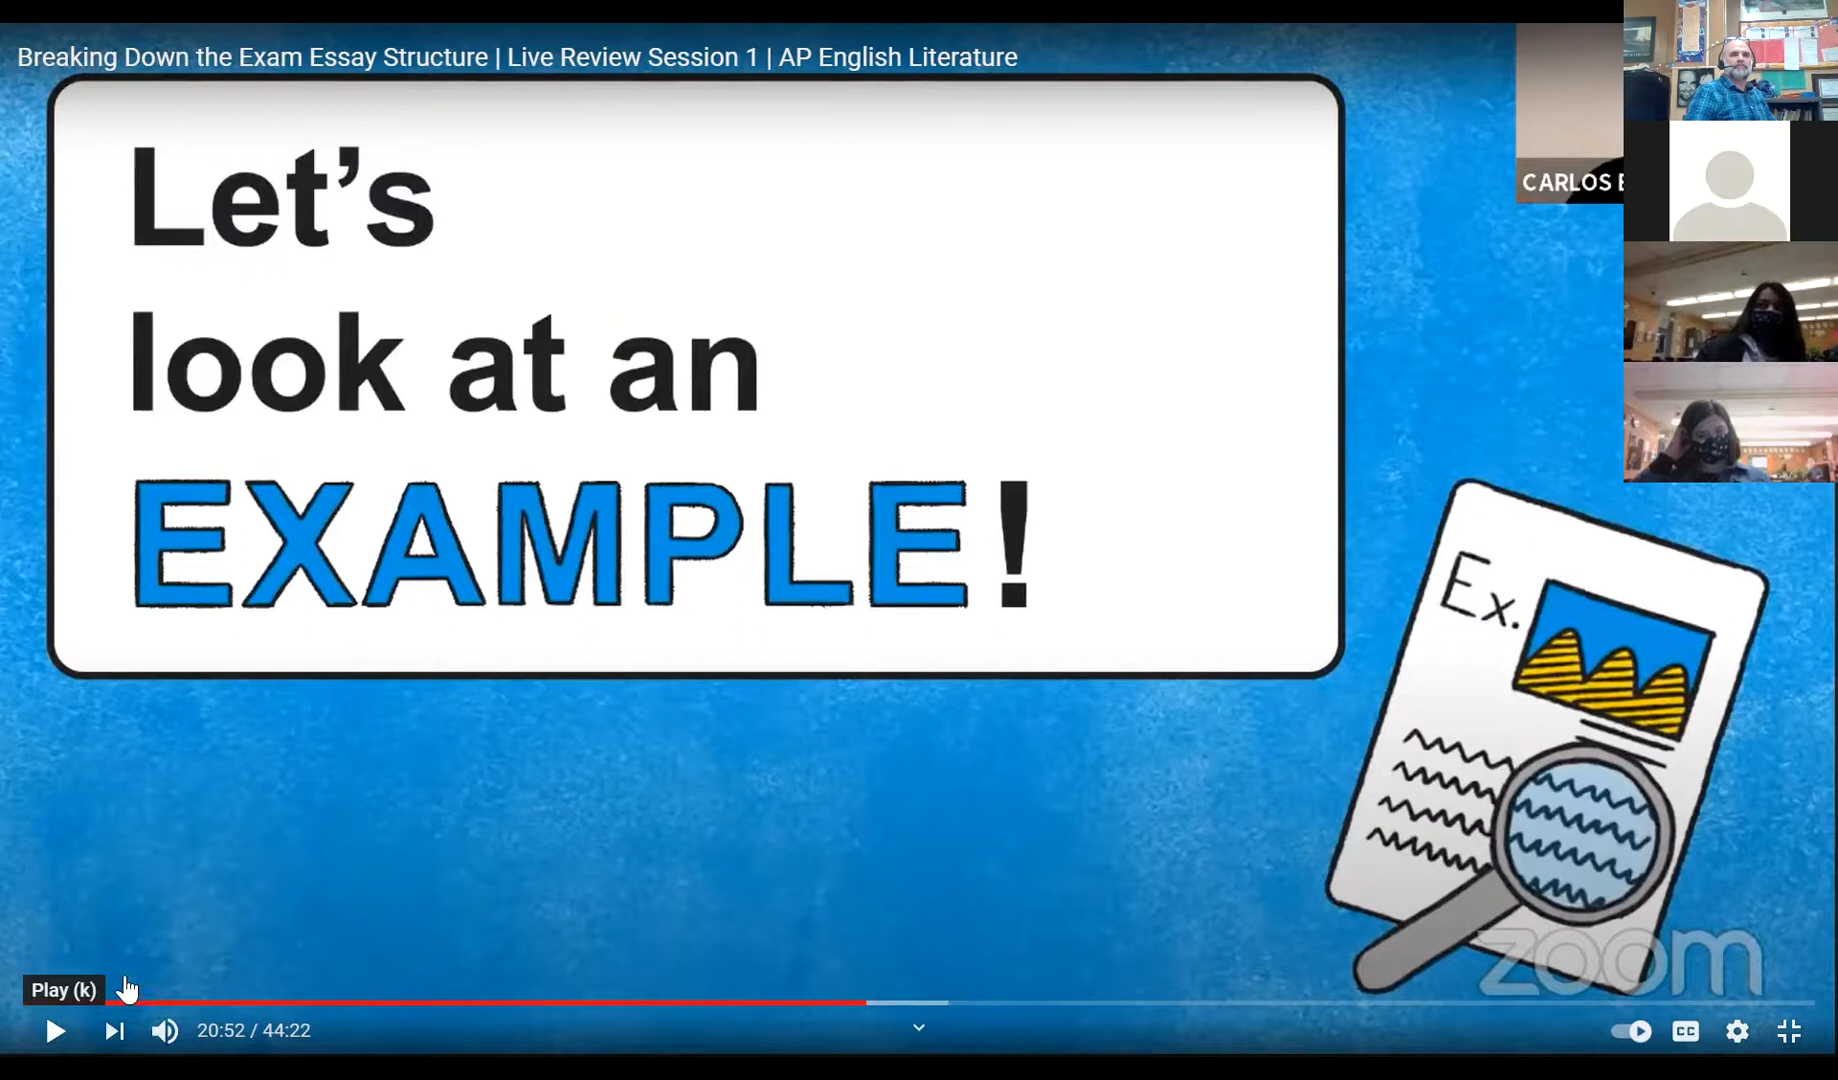 Breaking Down the Exam Essay Structure | Live Review Session 1 | AP English Literature
CARLOS
Let's
look at an
EXAMPLE!
Ex.
zoom
Play (k)
20:52 / 44:22
CC